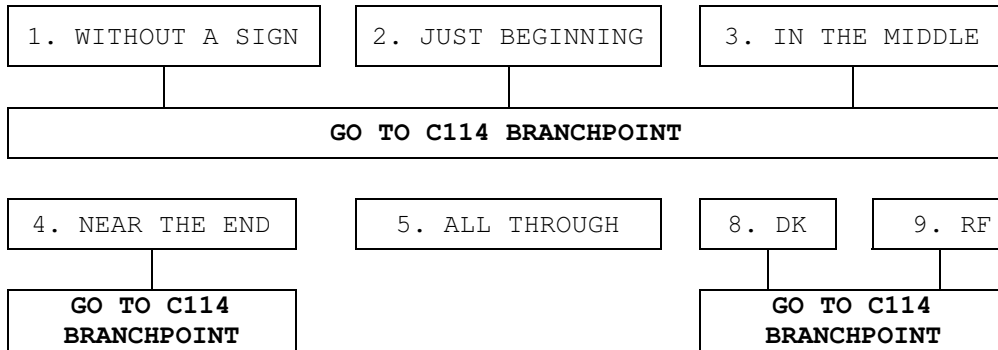 1. WITHOUT A SIGN 2. JUST BEGINNING 3. IN THE MIDDLE
GO TO C114 BRANCHPOINT
4. NEAR THE END 5. ALL THROUGH 8. DK 9. RF
GO TO C114 GO TO C114
BRANCHPOINT BRANCHPOINT